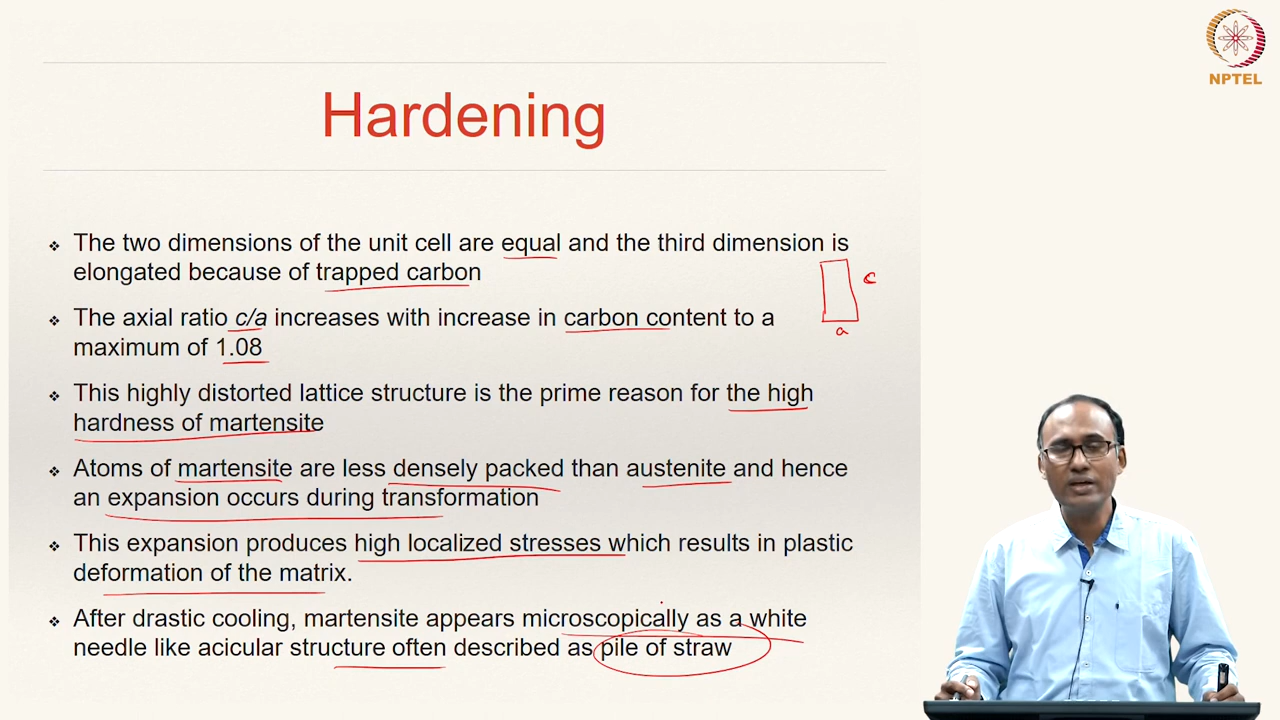 NPTEL
Hardening
❖ The two dimensions of the unit cell are equal and the third dimension is
elongated because of trapped carbon
❖ The axial ratio c/a increases with increase in carbon content to a
maximum of 1.08
c
a
❖ This highly distorted lattice structure is the prime reason for the high
hardness of martensite
❖ Atoms of martensite are less densely packed than austenite and hence
an expansion occurs during transformation
❖ This expansion produces high localized stresses which results in plastic
deformation of the matrix.
❖ After drastic cooling, martensite appears microscopically as a white
needle like acicular structure often described as pile of straw